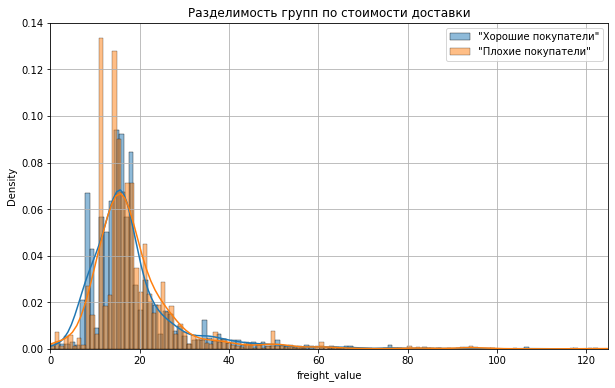 Разделимость групп по стоимости доставки
"Хорошие покупатели"
"Плохие покупатели"
Density
0.14
0.12
0.10
0.08
0.06
0.04
0.02
0.00
0 20 40 60 80 100 120
freight_value